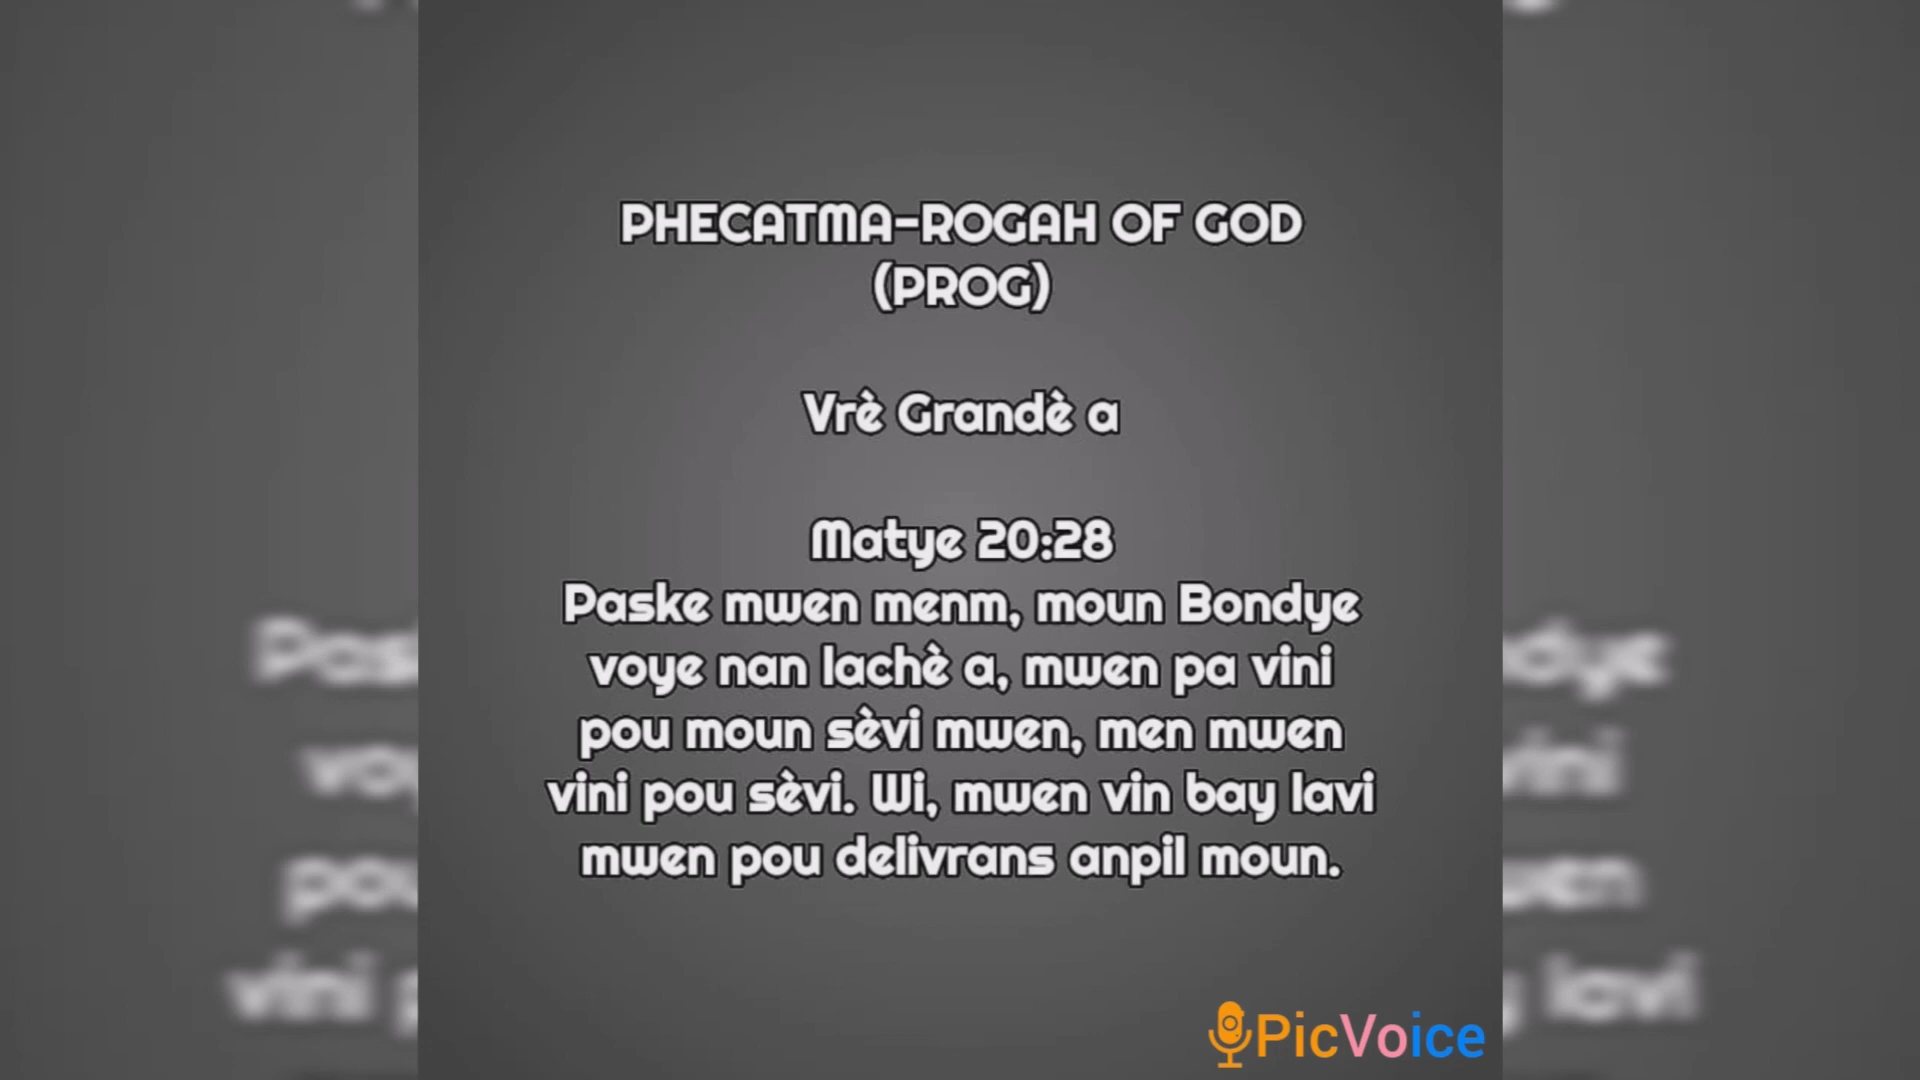 PHECATMA-ROGAH OF GOD
(PROG)
Vrè Grandè a
Matye 20:28
Paske mwen menm, moun Bondye
voye nan lachè a, mwen pa vini
pou moun sèvi mwen, men mwen
vini pou sèvi. Wi, mwen vin bay lavi
mwen pou delivrans anpil moun.
PicVoice